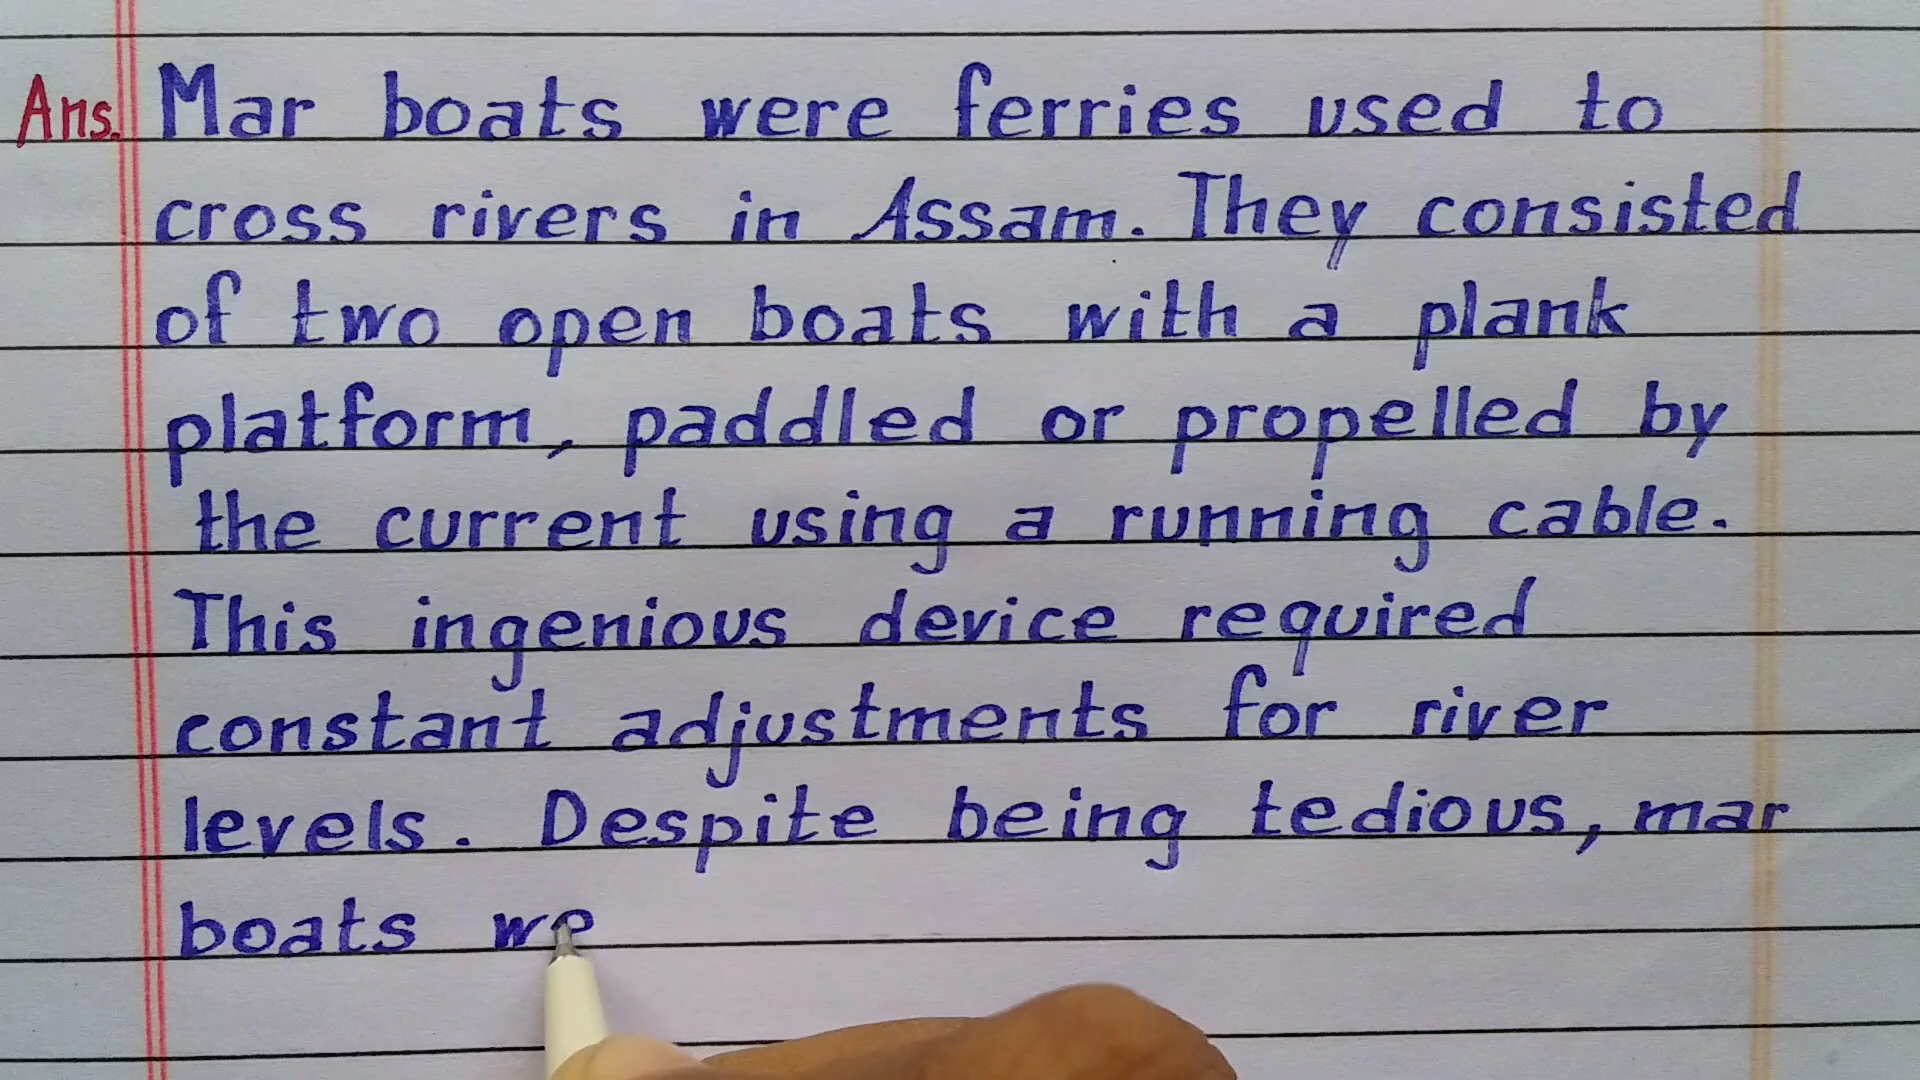 Ans. Mar boats were ferries used to
cross rivers in Assam. They consisted
of two open boats with a plank
platform, paddled or propelled by
the current using a running cable.
This ingenious device required
constant adjustments for river
levels. Despite being tedious, mar
boats we